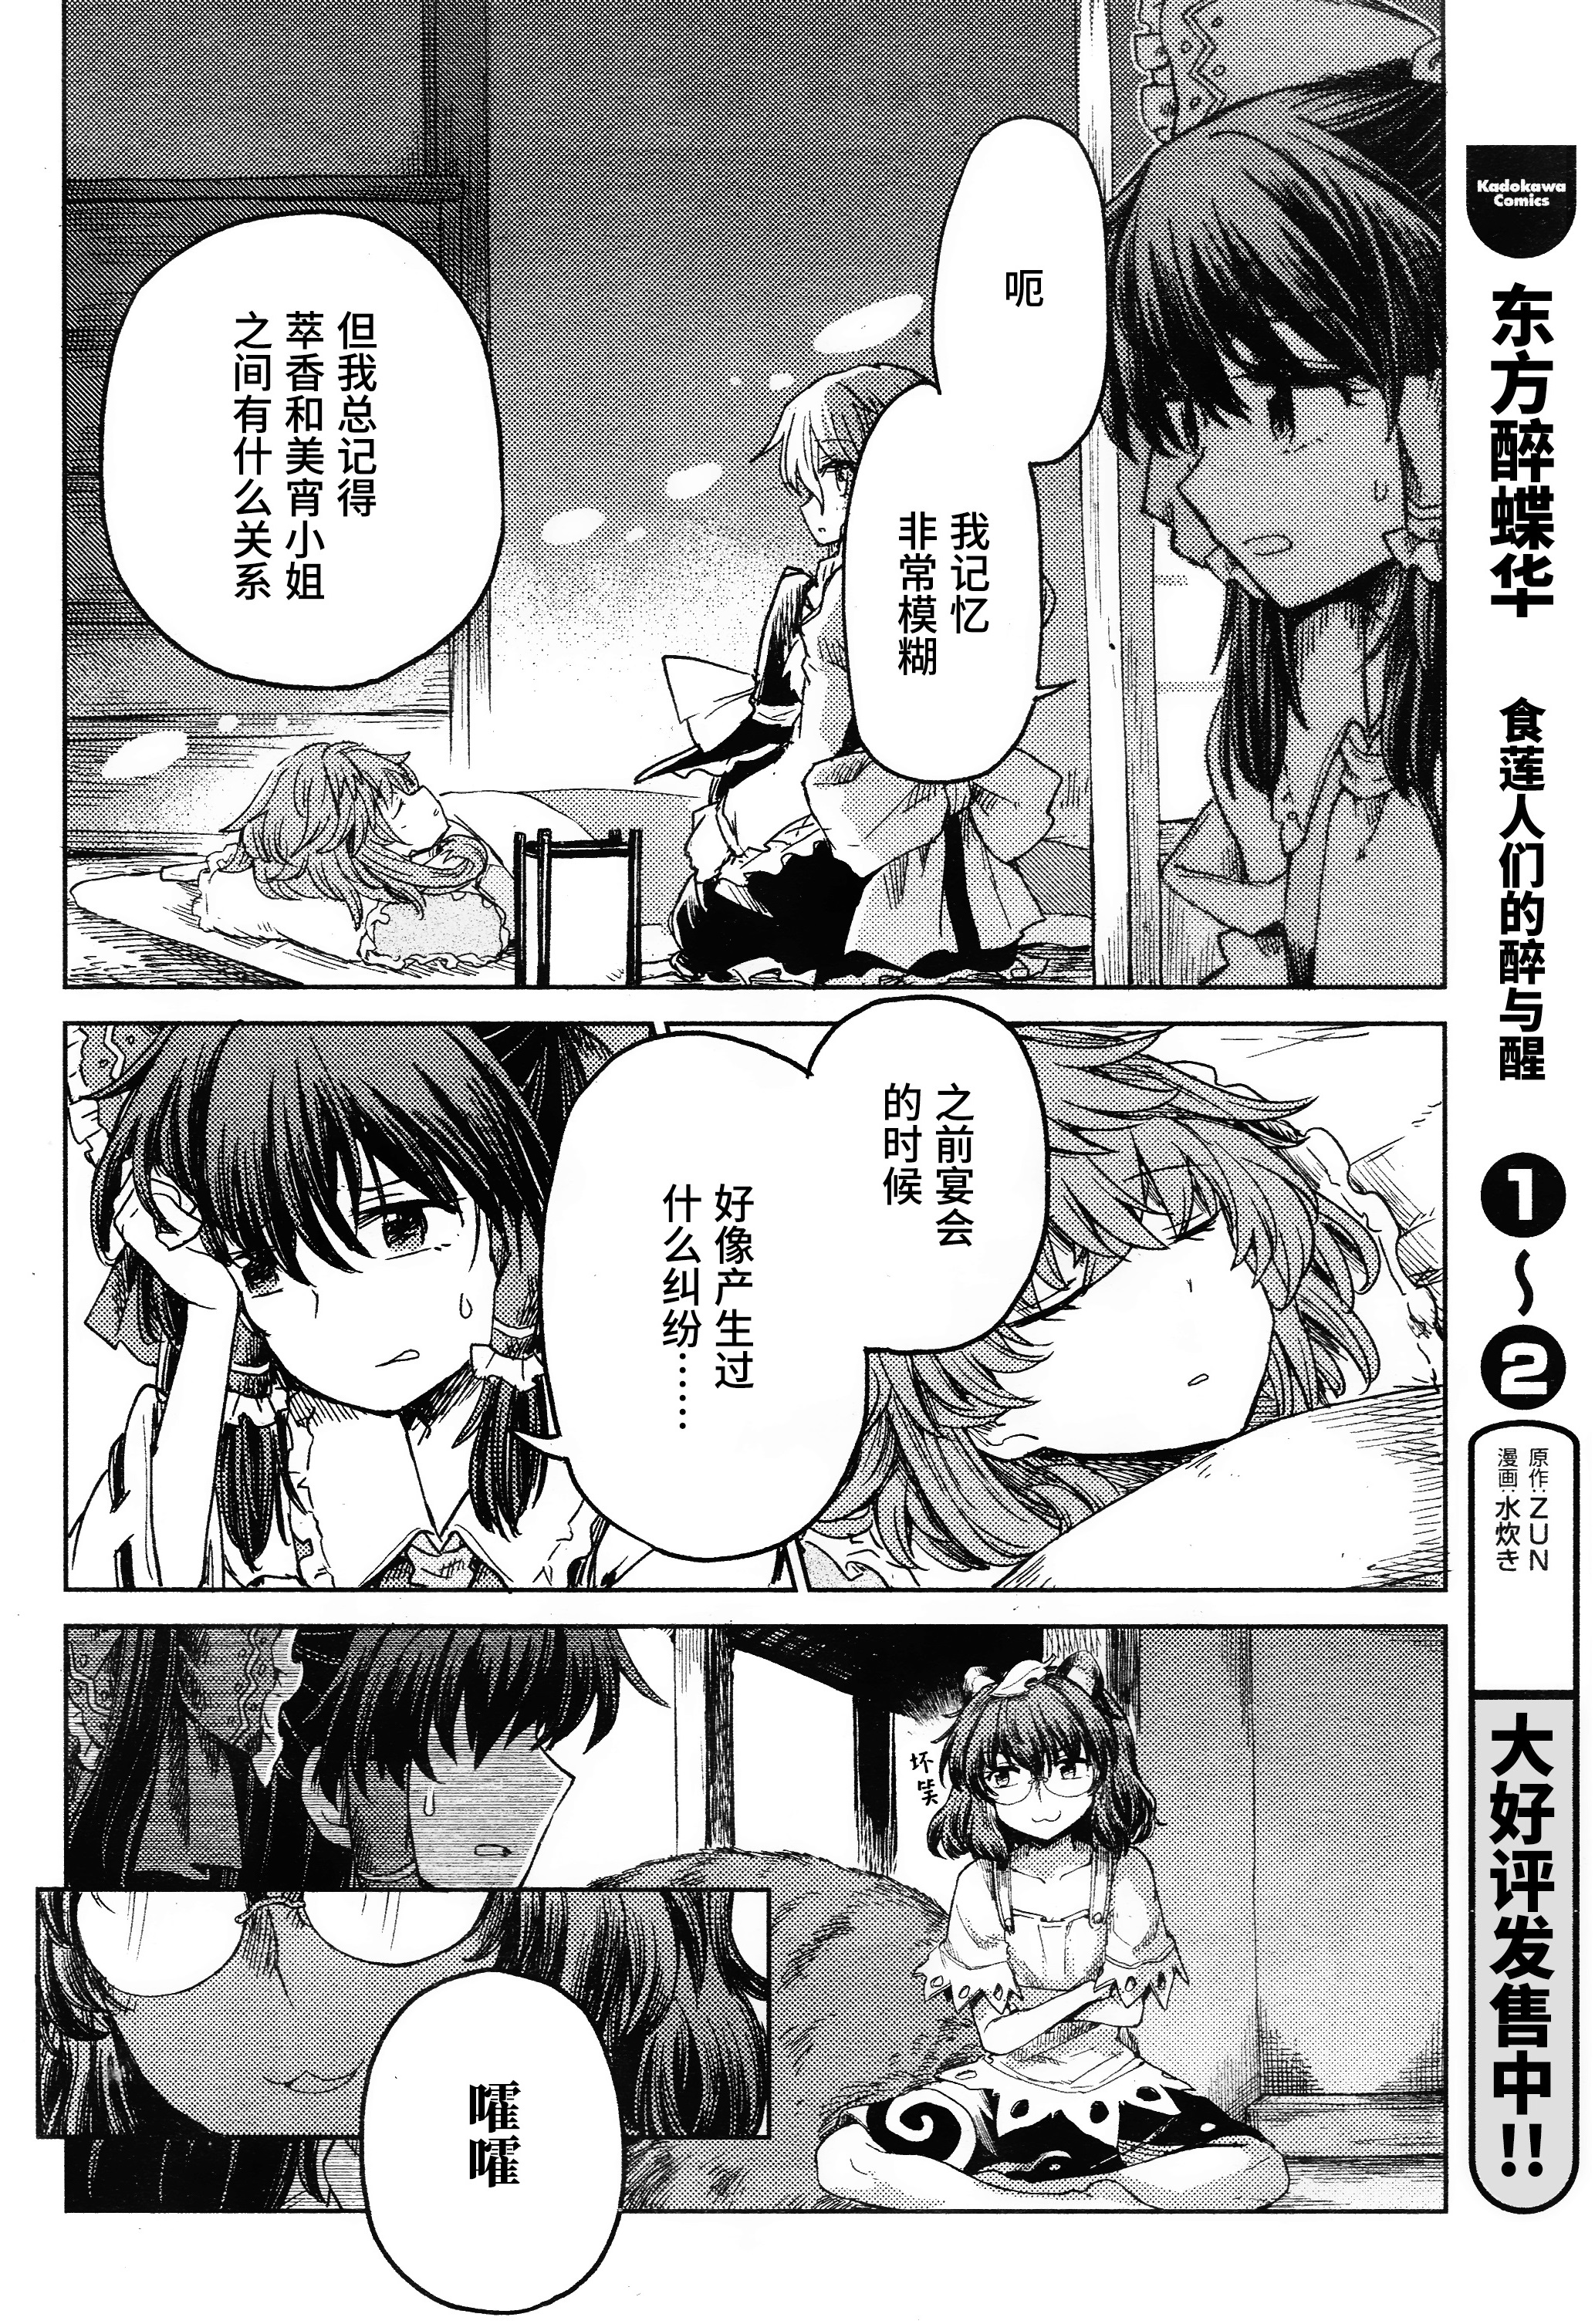 Kadokawa
Comics
东方醉蝶华
食莲人们的醉与醒
1～2
原作:ZUN
漫画:水炊き
大好评发售中!!
呃
我记忆
非常模糊
但我总记得
萃香和美宵小姐
之间有什么关系
之前宴会
的时候
好像产生过
什么纠纷……
坏笑
嚯嚯